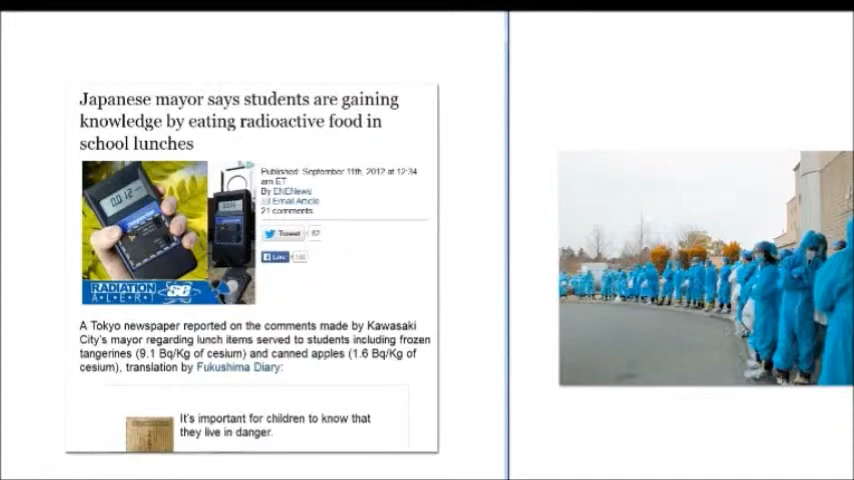 Japanese mayor says students are gaining
knowledge by eating radioactive food in
school lunches
Published: September 11th, 2012 at 12:34
am ET
By ENENews
Email Article
21 comments
Tweet
Like
RADIATION
A•L•E•R•T
A Tokyo newspaper reported on the comments made by Kawasaki
City's mayor regarding lunch items served to students including frozen
tangerines (9.1 Bq/Kg of cesium) and canned apples (1.6 Bq/Kg of
cesium), translation by Fukushima Diary:
It's important for children to know that
they live in danger.